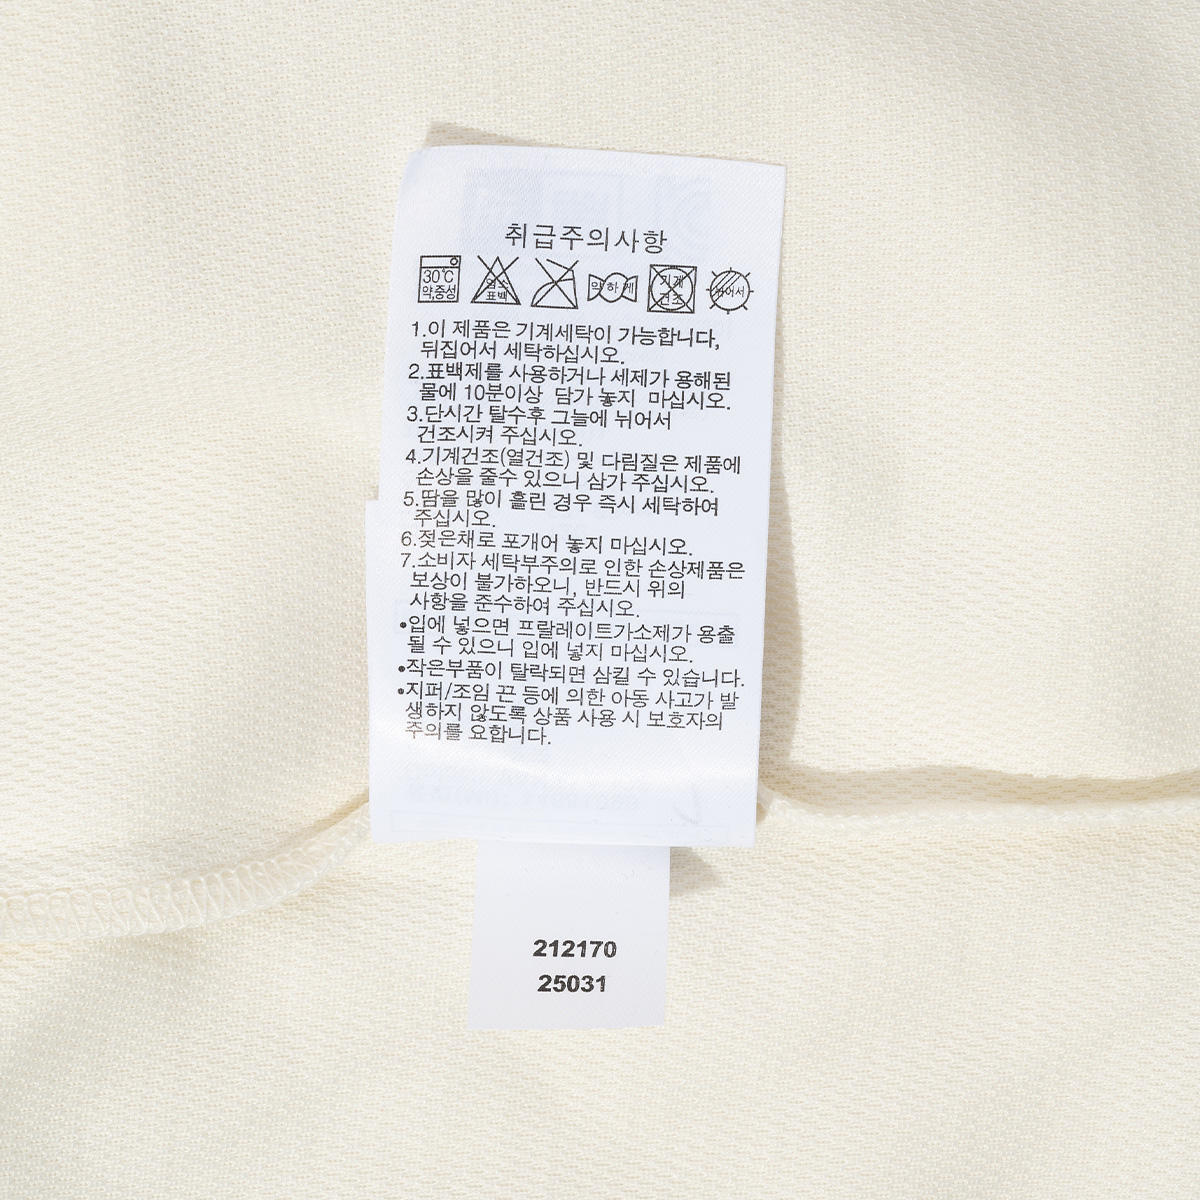 취급주의사항
30℃
약,중성
염소
표백
약하게
기계
건조
뉘어서
1.이 제품은 기계세탁이 가능합니다,
뒤집어서 세탁하십시오.
2.표백제를 사용하거나 세제가 용해된
물에 10분이상 담가 놓지 마십시오.
3.단시간 탈수후 그늘에 뉘어서
건조시켜 주십시오.
4.기계건조(열건조) 및 다림질은 제품에
손상을 줄수 있으니 삼가 주십시오.
5.땀을 많이 흘린 경우 즉시 세탁하여
주십시오.
6.젖은채로 포개어 놓지 마십시오.
7.소비자 세탁부주의로 인한 손상제품은
보상이 불가하오니, 반드시 위의
사항을 준수하여 주십시오.
•입에 넣으면 프탈레이트가소제가 용출
될 수 있으니 입에 넣지 마십시오.
•작은부품이 탈락되면 삼킬 수 있습니다.
•지퍼/조임 끈 등에 의한 아동 사고가 발
생하지 않도록 상품 사용 시 보호자의
주의를 요합니다.
212170
25031